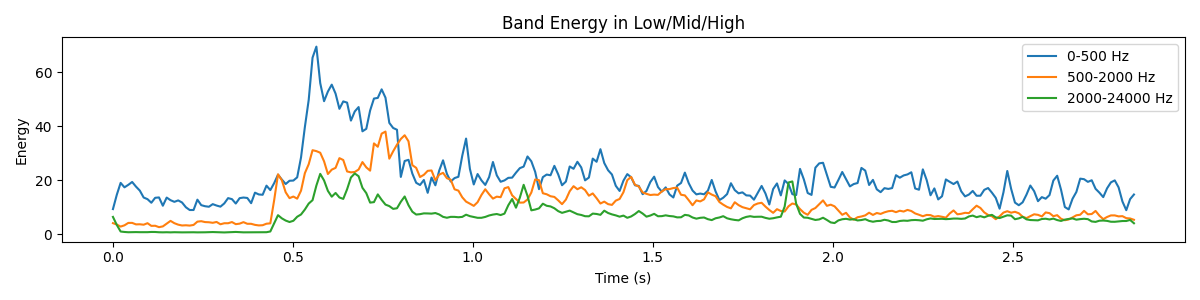 Band Energy in Low/Mid/High
Energy
60
40
20
0
0-500 Hz
500-2000 Hz
2000-24000 Hz
0.0 0.5 1.0 1.5 2.0 2.5
Time (s)